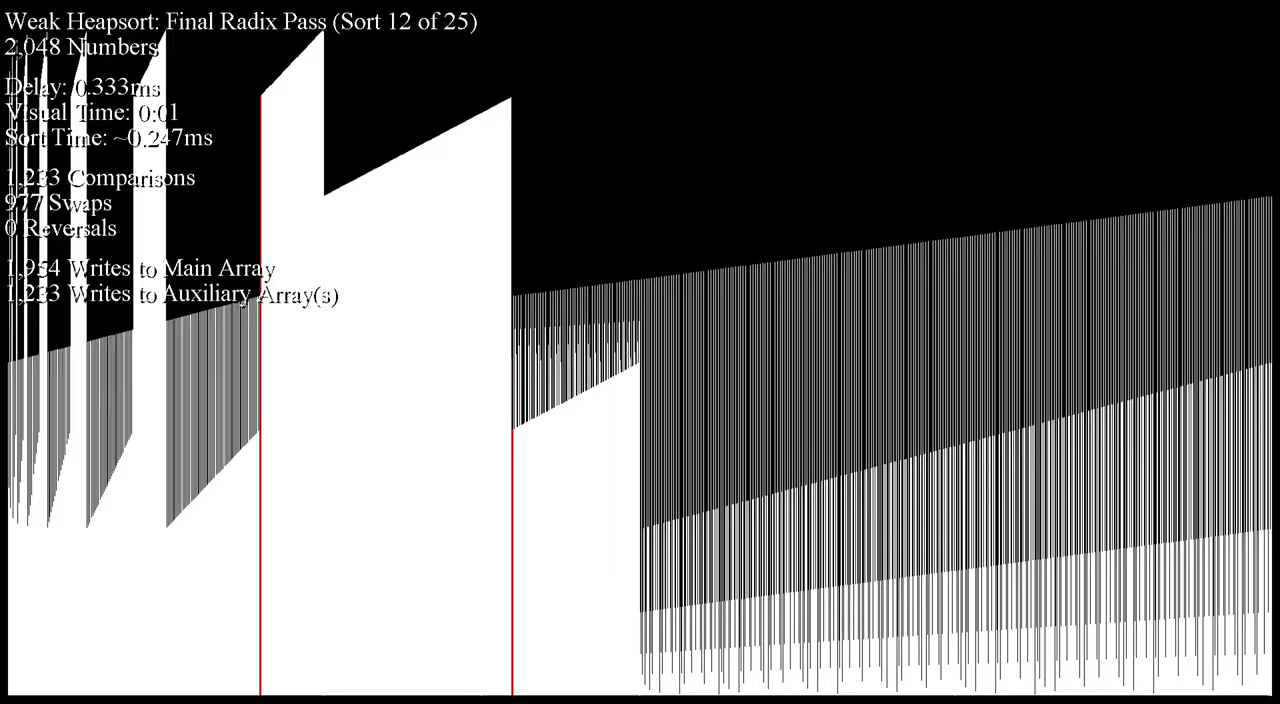 Weak Heapsort: Final Radix Pass (Sort 12 of 25)
2,048 Numbers
Delay: 0.333ms
Visual Time: 0:01
Sort Time: ~0.247ms
1,233 Comparisons
977 Swaps
0 Reversals
1,954 Writes to Main Array
1,233 Writes to Auxiliary Array(s)